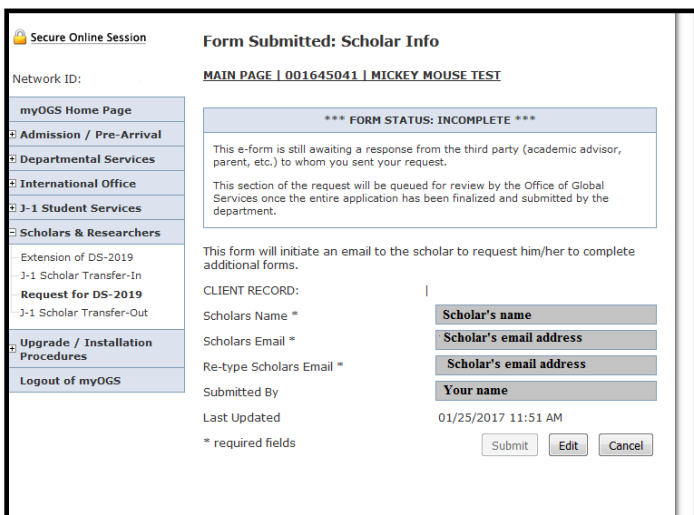 Secure Online Session
Network ID:
myOGS Home Page
Admission / Pre-Arrival
Departmental Services
International Office
J-1 Student Services
Scholars & Researchers
Extension of DS-2019
J-1 Scholar Transfer-In
Request for DS-2019
J-1 Scholar Transfer-Out
Upgrade / Installation
Procedures
Logout of myOGS
Form Submitted: Scholar Info
MAIN PAGE | 001645041 | MICKEY MOUSE TEST
*** FORM STATUS: INCOMPLETE ***
This e-form is still awaiting a response from the third party (academic advisor,
parent, etc.) to whom you sent your request.
This section of the request will be queued for review by the Office of Global
Services once the entire application has been finalized and submitted by the
department.
This form will initiate an email to the scholar to request him/her to complete
additional forms.
CLIENT RECORD: |
Scholars Name * Scholar's name
Scholars Email * Scholar's email address
Re-type Scholars Email * Scholar's email address
Submitted By Your name
Last Updated 01/25/2017 11:51 AM
* required fields Submit Edit Cancel